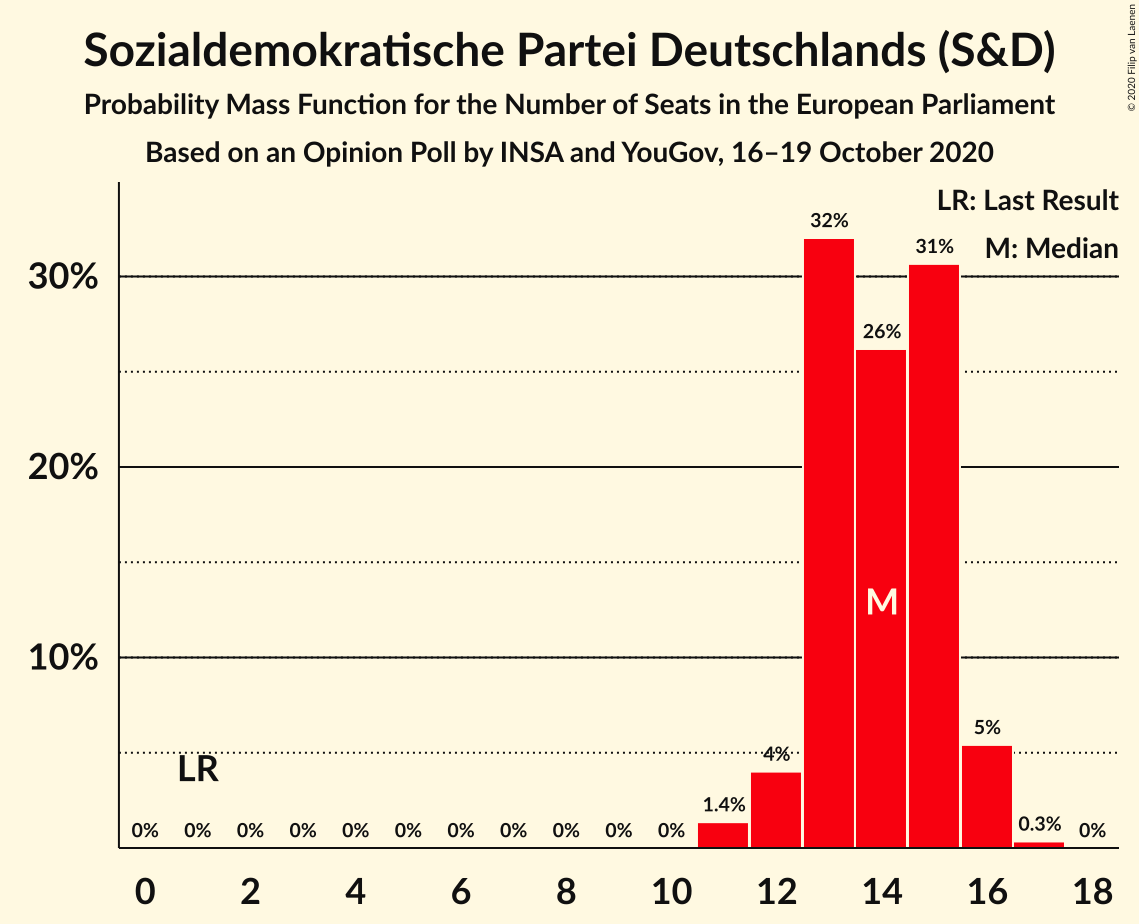 Sozialdemokratische Partei Deutschlands (S&D)
Probability Mass Function for the Number of Seats in the European Parliament
Based on an Opinion Poll by INSA and YouGov, 16–19 October 2020
© 2020 Filip van Laenen
LR: Last Result
M: Median
30%
20%
10%
32%
31%
26%
M
5%
4%
LR
1.4%
0.3%
0% 0% 0% 0% 0% 0% 0% 0% 0% 0% 0% 0%
0 2 4 6 8 10 12 14 16 18